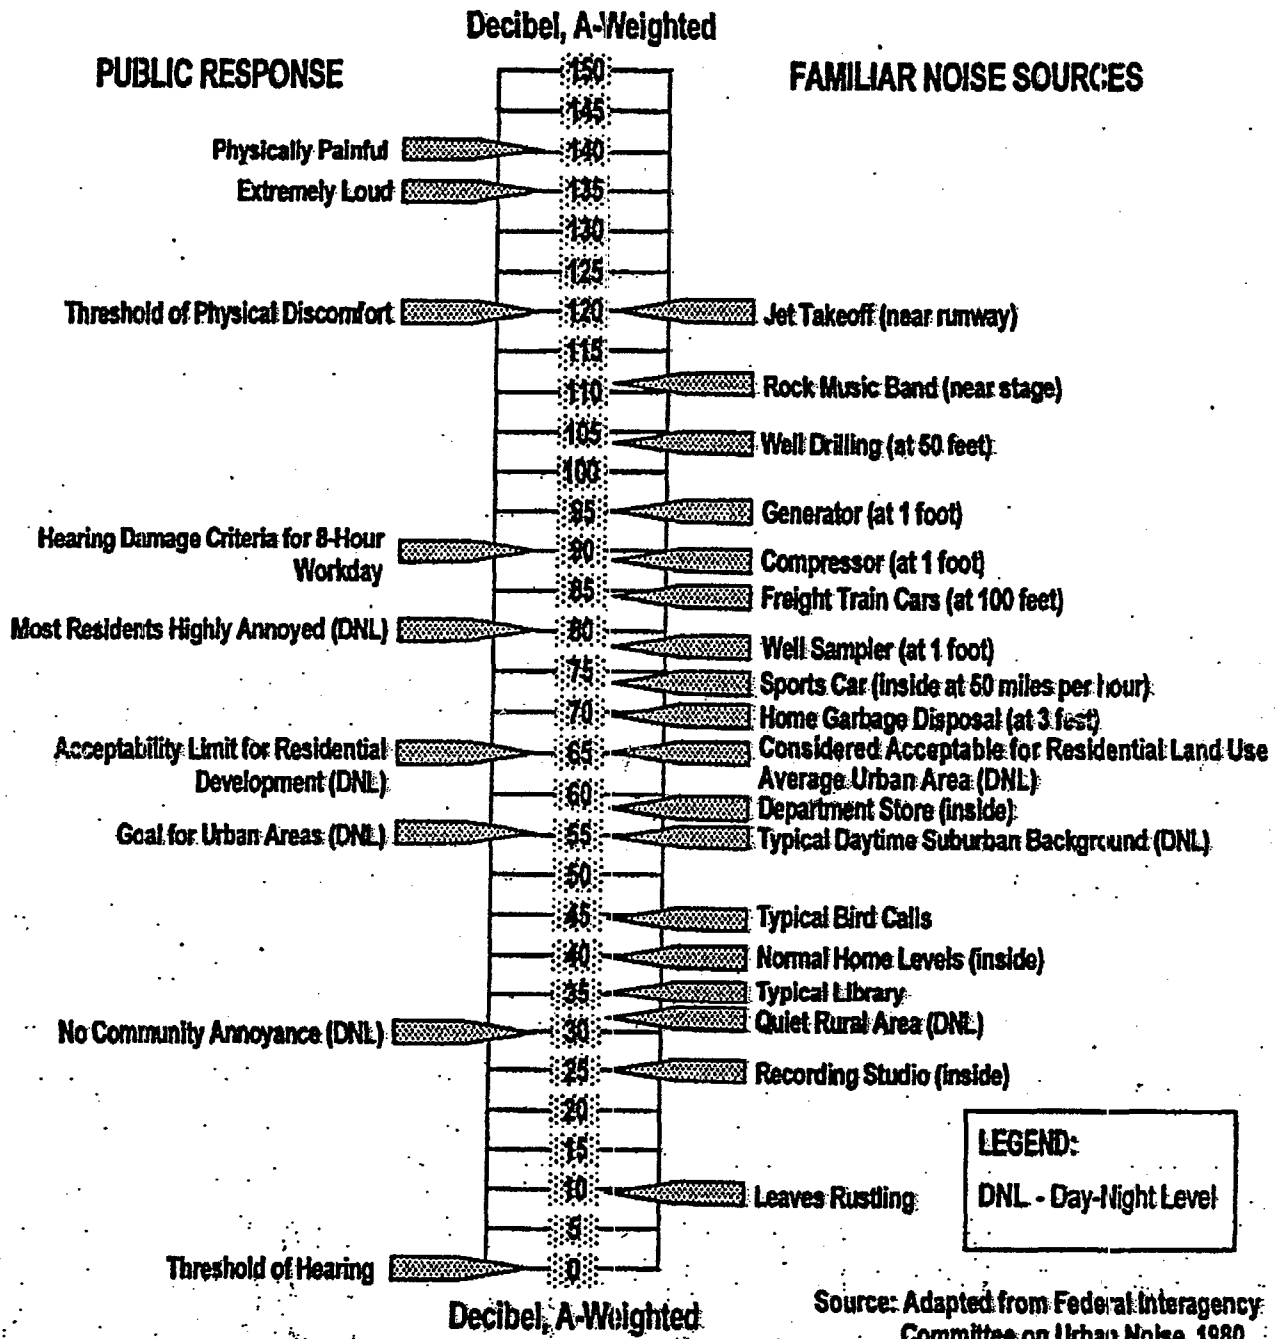 Decibel, A-Weighted
PUBLIC RESPONSE
FAMILIAR NOISE SOURCES
150
145
Physically Painful
140
Extremely Loud
135
130
125
Threshold of Physical Discomfort
120
Jet Takeoff (near runway)
115
110
Rock Music Band (near stage)
105
Well Drilling (at 50 feet)
100
95
Generator (at 1 foot)
Hearing Damage Criteria for 8-Hour
Workday
90
Compressor (at 1 foot)
85
Freight Train Cars (at 100 feet)
Most Residents Highly Annoyed (DNL)
80
Well Sampler (at 1 foot)
75
Sports Car (inside at 50 miles per hour)
70
Home Garbage Disposal (at 3 feet)
Acceptability Limit for Residential
Development (DNL)
65
Considered Acceptable for Residential Land Use
Average Urban Area (DNL)
60
Department Store (inside)
Goal for Urban Areas (DNL)
55
Typical Daytime Suburban Background (DNL)
50
45
Typical Bird Calls
40
Normal Home Levels (inside)
35
Typical Library
Quiet Rural Area (DNL)
No Community Annoyance (DNL)
30
25
Recording Studio (inside)
20
15
10
Leaves Rustling
5
Threshold of Hearing
0
Decibel, A-Weighted
LEGEND:
DNL - Day-Night Level
Source: Adapted from Federal Interagency
Committee on Urban Noise, 1980